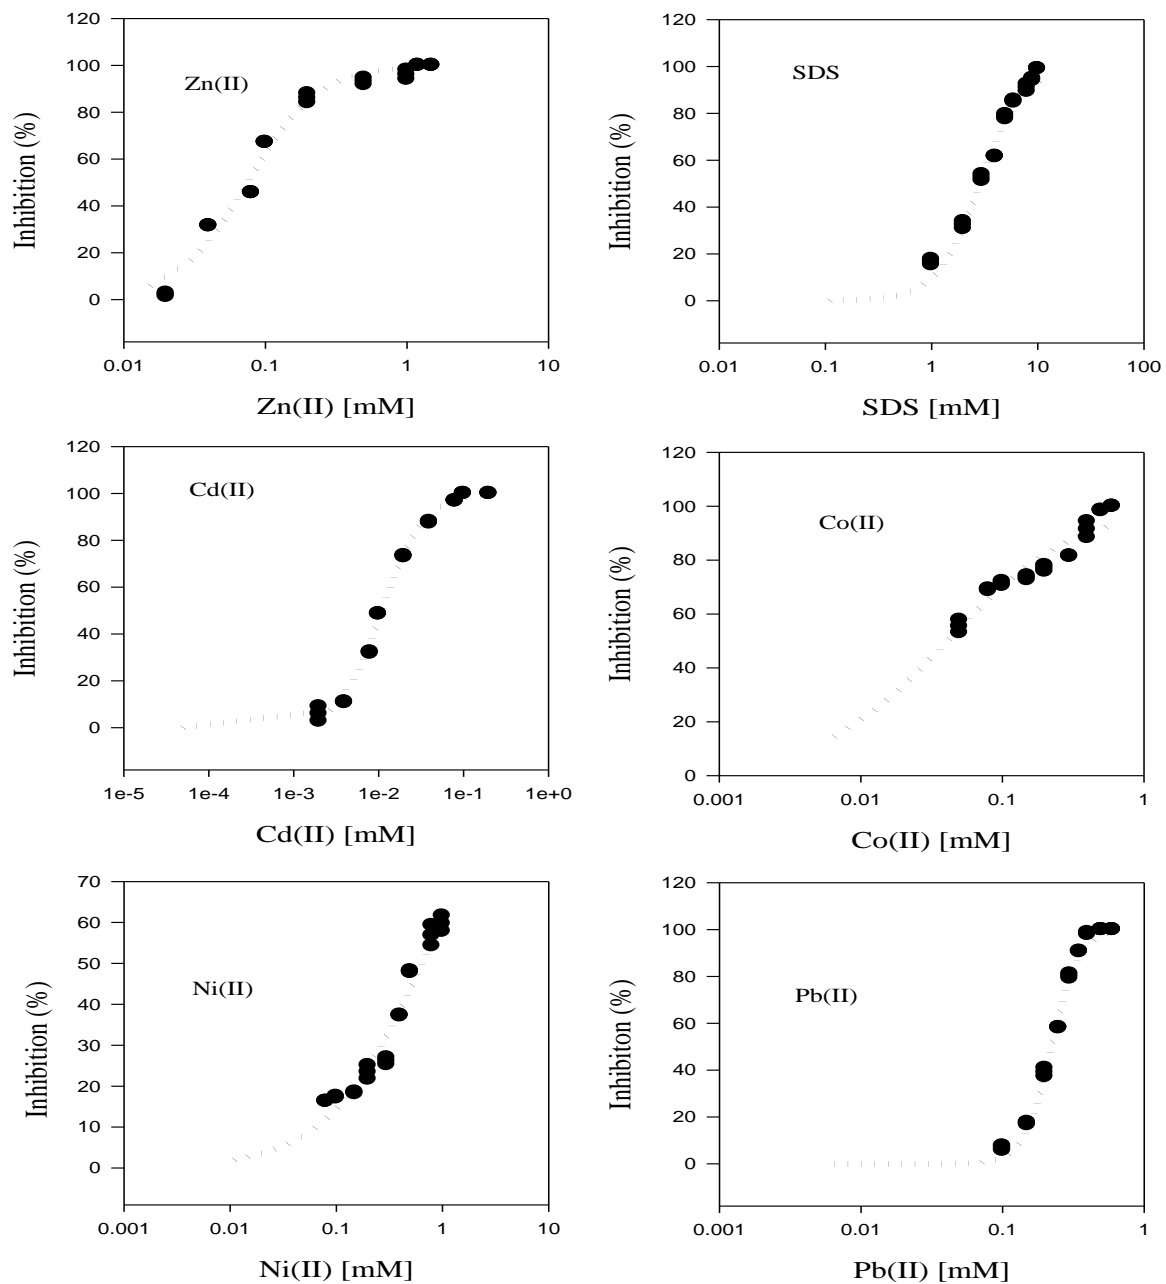 120
100
80
60
40
20
0
Inhibition (%)
Zn(II)
0.01 0.1 1 10
Zn(II) [mM]
120
100
80
60
40
20
0
Inhibition (%)
SDS
0.01 0.1 1 10 100
SDS [mM]
120
100
80
60
40
20
0
Inhibition (%)
Cd(II)
1e-5 1e-4 1e-3 1e-2 1e-1 1e+0
Cd(II) [mM]
120
100
80
60
40
20
0
Inhibition (%)
Co(II)
0.001 0.01 0.1 1
Co(II) [mM]
70
60
50
40
30
20
10
0
Inhibition (%)
Ni(II)
0.001 0.01 0.1 1 10
Ni(II) [mM]
120
100
80
60
40
20
0
Inhibiton (%)
Pb(II)
0.001 0.01 0.1 1
Pb(II) [mM]